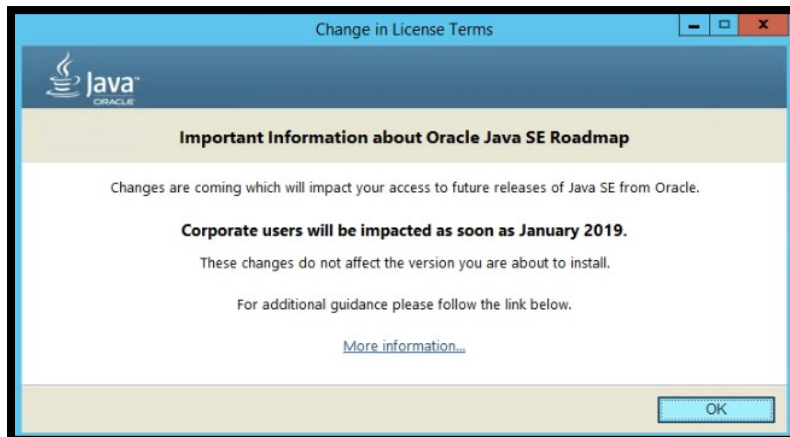 Change in License Terms
Java™
ORACLE
Important Information about Oracle Java SE Roadmap
Changes are coming which will impact your access to future releases of Java SE from Oracle.
Corporate users will be impacted as soon as January 2019.
These changes do not affect the version you are about to install.
For additional guidance please follow the link below.
More information...
OK